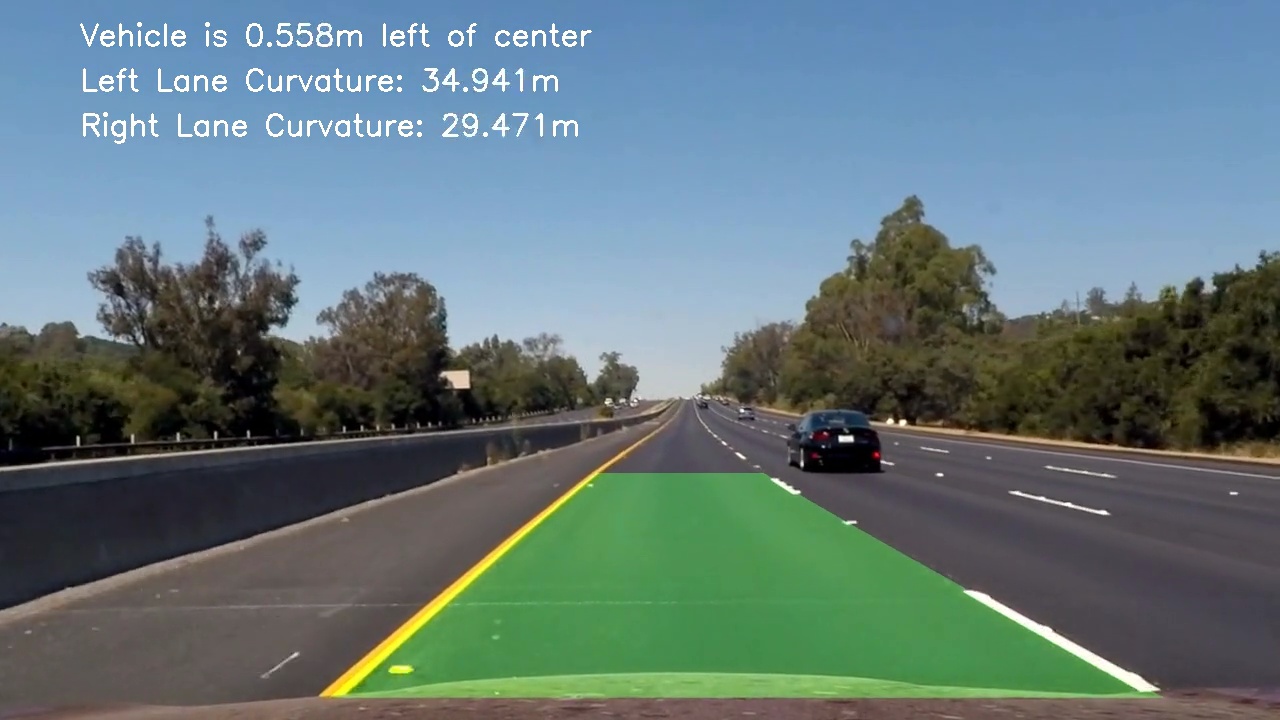 Vehicle is 0.558m left of center
Left Lane Curvature: 34.941m
Right Lane Curvature: 29.471m